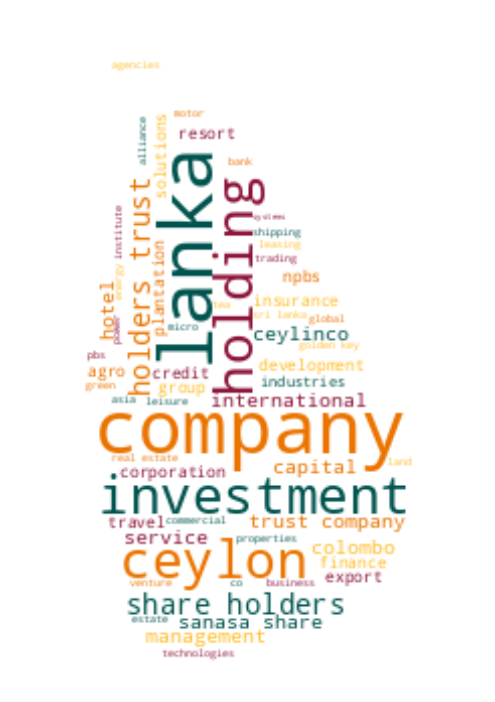 agencies
motor
alliance
solutions
resort
lanka
bank
holders trust
holding
institute
systems
shipping
leasing
plantation
trading
energy
npbs
hotel
tea
insurance
sri lanka
global
power
micro
ceylinco
golden key
pbs
agro
credit
development
green
group
industries
asia
leisure
international
company
real estate
capital
land
corporation
investment
travel
commercial
trust company
service
properties
colombo
ceylon
finance
export
venture
co
business
share holders
estate
sanasa share
management
technologies